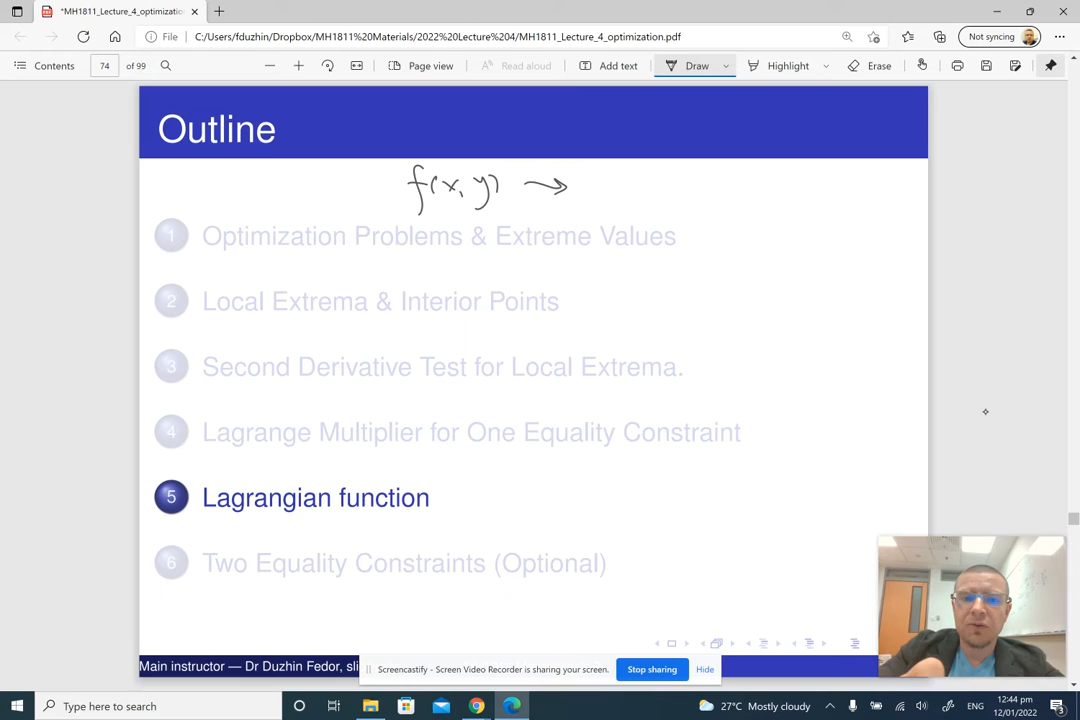 *MH1811_Lecture_4_optimizatio
File
C:/Users/fduzhin/Dropbox/MH1811%20Materials/2022%20Lecture%204/MH1811_Lecture_4_optimization.pdf
Not syncing
Contents
74 of 99
Page view
Read aloud
Add text
Draw
Highlight
Erase
Outline
f(x, y) →
1 Optimization Problems & Extreme Values
2 Local Extrema & Interior Points
3 Second Derivative Test for Local Extrema.
4 Lagrange Multiplier for One Equality Constraint
5 Lagrangian function
6 Two Equality Constraints (Optional)
Main instructor — Dr Duzhin Fedor, sli
Screencastify - Screen Video Recorder is sharing your screen.
Stop sharing
Hide
Type here to search
27°C Mostly cloudy
ENG
12:44 pm
12/01/2022
3